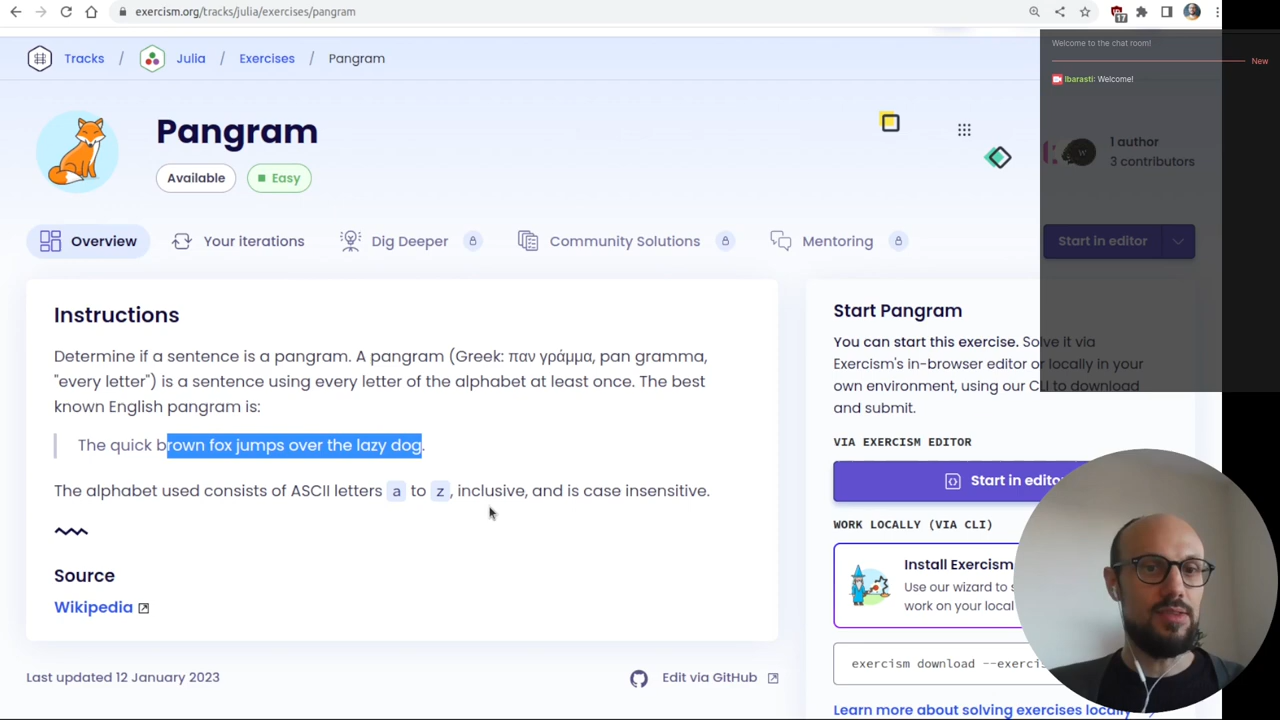 exercism.org/tracks/julia/exercises/pangram
17
Welcome to the chat room!
New
lbarasti: Welcome!
Tracks / Julia / Exercises / Pangram
Pangram
Available
Easy
W
1 author
3 contributors
Overview
Your iterations
Dig Deeper
Community Solutions
Mentoring
Start in editor
Instructions
Determine if a sentence is a pangram. A pangram (Greek: παν γράμμα, pan gramma,
"every letter") is a sentence using every letter of the alphabet at least once. The best
known English pangram is:
The quick brown fox jumps over the lazy dog.
The alphabet used consists of ASCII letters a to z, inclusive, and is case insensitive.
Source
Wikipedia
Last updated 12 January 2023
Edit via GitHub
Start Pangram
You can start this exercise. Solve it via
Exercism's in-browser editor or locally in your
own environment, using our CLI to download
and submit.
VIA EXERCISM EDITOR
Start in editor
WORK LOCALLY (VIA CLI)
Install Exercism
Use our wizard to
work on your local
exercism download --exerci
Learn more about solving exercises locally